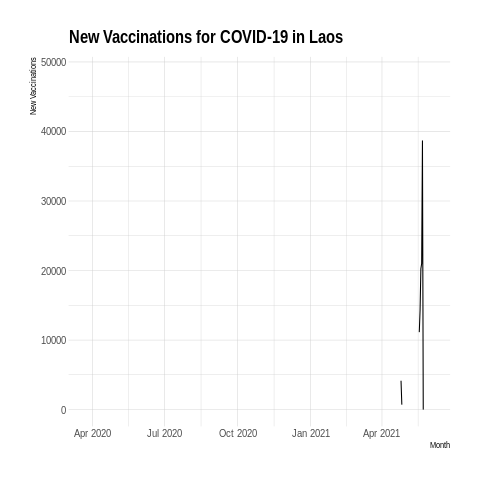 New Vaccinations for COVID-19 in Laos
New Vaccinations
50000
40000
30000
20000
10000
0
Apr 2020 Jul 2020 Oct 2020 Jan 2021 Apr 2021
Month